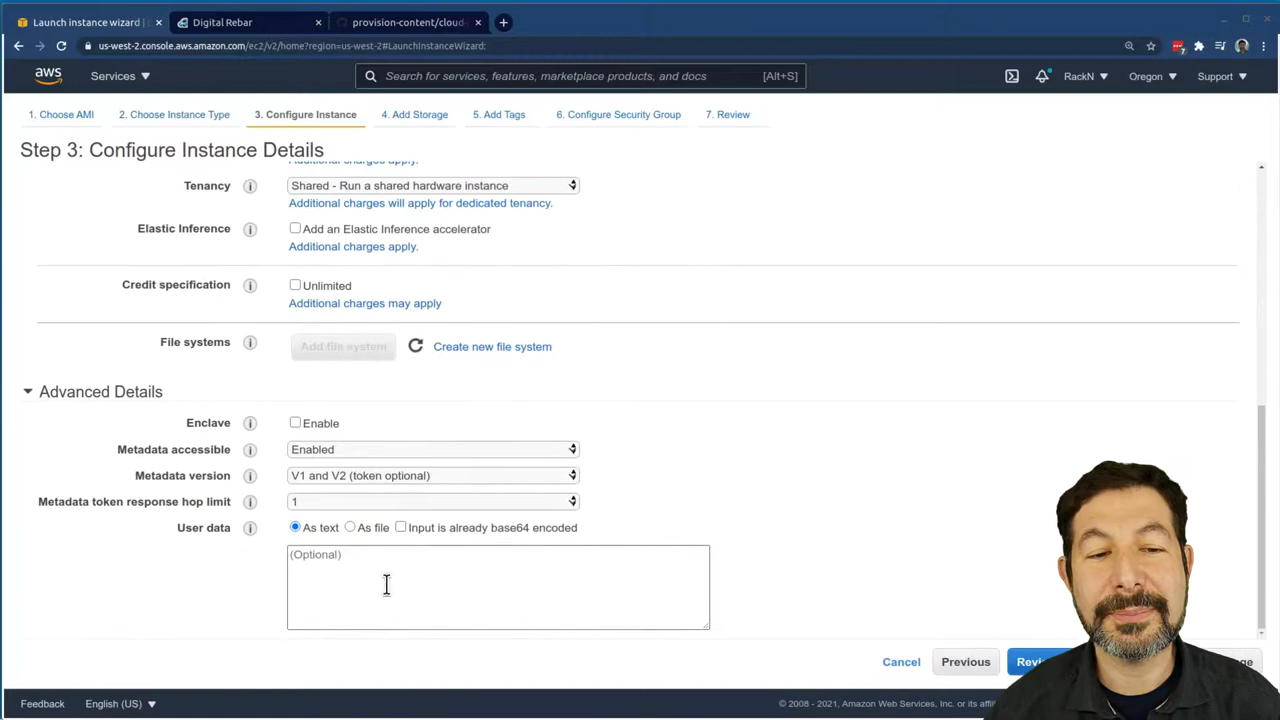 Launch instance wizard |
Digital Rebar
provision-content/cloud-
us-west-2.console.aws.amazon.com/ec2/v2/home?region=us-west-2#LaunchInstanceWizard:
7
aws
Services
Search for services, features, marketplace products, and docs
[Alt+S]
RackN
Oregon
Support
1. Choose AMI
2. Choose Instance Type
3. Configure Instance
4. Add Storage
5. Add Tags
6. Configure Security Group
7. Review
Step 3: Configure Instance Details
Additional charges apply.
Tenancy
Shared - Run a shared hardware instance
Additional charges will apply for dedicated tenancy.
Elastic Inference
Add an Elastic Inference accelerator
Additional charges apply.
Credit specification
Unlimited
Additional charges may apply
File systems
Add file system
Create new file system
Advanced Details
Enclave
Enable
Metadata accessible
Enabled
Metadata version
V1 and V2 (token optional)
Metadata token response hop limit
1
User data
As text
As file
Input is already base64 encoded
(Optional)
Cancel
Previous
Feedback
English (US)
© 2008 - 2021, Amazon Web Services, Inc. or its